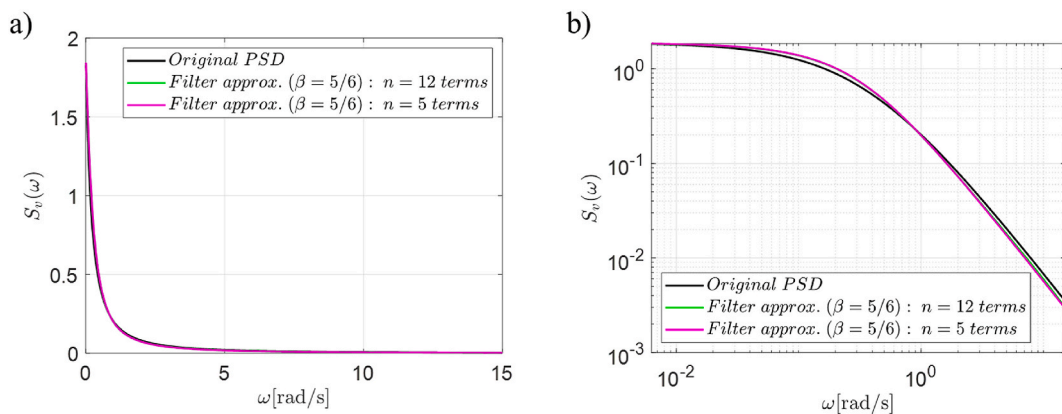 a)
2
1.5
1
0.5
0
S_v(ω)
Original PSD
Filter approx. (β = 5/6) : n = 12 terms
Filter approx. (β = 5/6) : n = 5 terms
0 5 10 15
ω[rad/s]
b)
10^0
10^-1
10^-2
10^-3
S_v(ω)
Original PSD
Filter approx. (β = 5/6) : n = 12 terms
Filter approx. (β = 5/6) : n = 5 terms
10^-2 10^0
ω[rad/s]